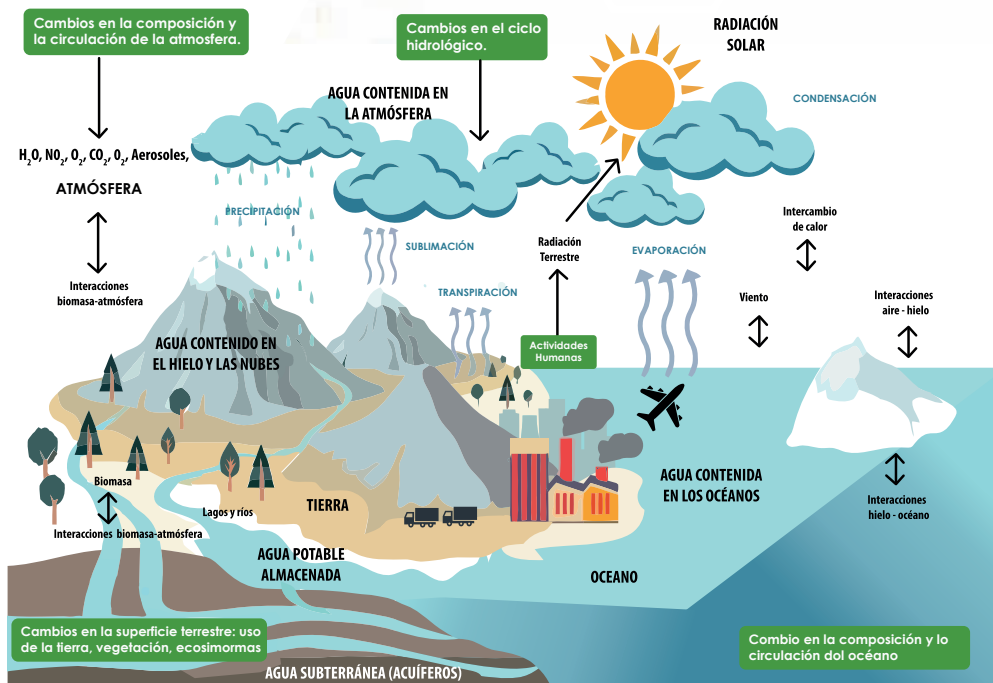 Cambios en la composición y
la circulación de la atmosfera.
Cambios en el ciclo
hidrológico.
RADIACIÓN
SOLAR
AGUA CONTENIDA EN
LA ATMÓSFERA
CONDENSACIÓN
H₂O, NO₂, O₂, CO₂, O₂, Aerosoles,
ATMÓSFERA
PRECIPITACIÓN
SUBLIMACIÓN
Radiación
Terrestre
EVAPORACIÓN
Intercambio
de calor
Interacciones
biomasa-atmósfera
TRANSPIRACIÓN
Viento
Interacciones
aire - hielo
AGUA CONTENIDO EN
EL HIELO Y LAS NUBES
Actividades
Humanas
Biomasa
Interacciones biomasa-atmósfera
Lagos y ríos
TIERRA
AGUA CONTENIDA
EN LOS OCÉANOS
Interacciones
hielo - océano
AGUA POTABLE
ALMACENADA
OCEANO
Cambios en la superficie terrestre: uso
de la tierra, vegetación, ecosimormas
Combio en la composición y lo
circulación dol océano
AGUA SUBTERRÁNEA (ACUÍFEROS)